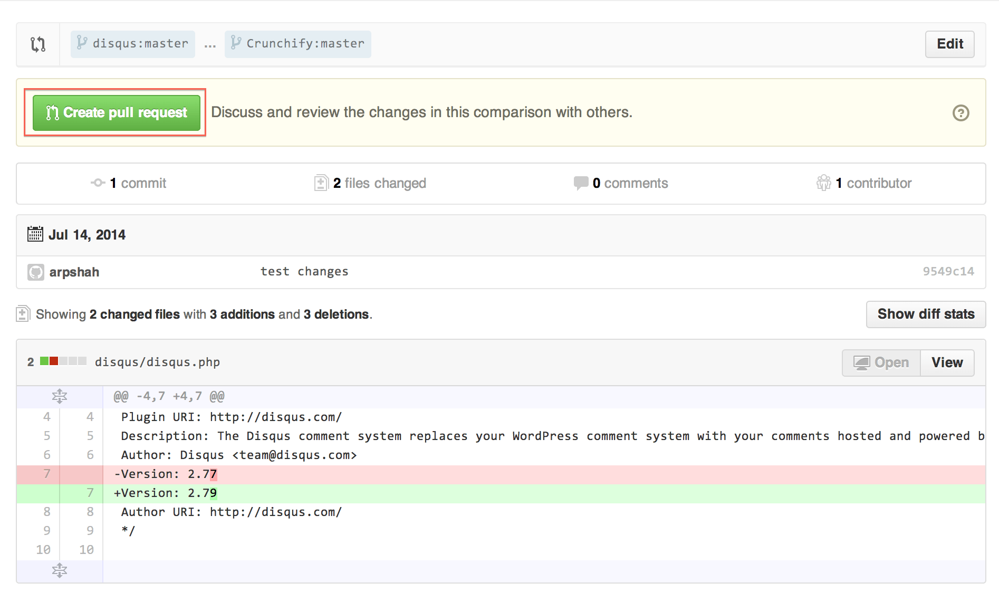 disqus:master ... Crunchify:master Edit
Create pull request Discuss and review the changes in this comparison with others. ?
1 commit 2 files changed 0 comments 1 contributor
Jul 14, 2014
arpshah test changes 9549c14
Showing 2 changed files with 3 additions and 3 deletions. Show diff stats
2 disqus/disqus.php Open View
@@ -4,7 +4,7 @@
4 4 Plugin URI: http://disqus.com/
5 5 Description: The Disqus comment system replaces your WordPress comment system with your comments hosted and powered b
6 6 Author: Disqus <team@disqus.com>
7 -Version: 2.77
7 +Version: 2.79
8 8 Author URI: http://disqus.com/
9 9 */
10 10